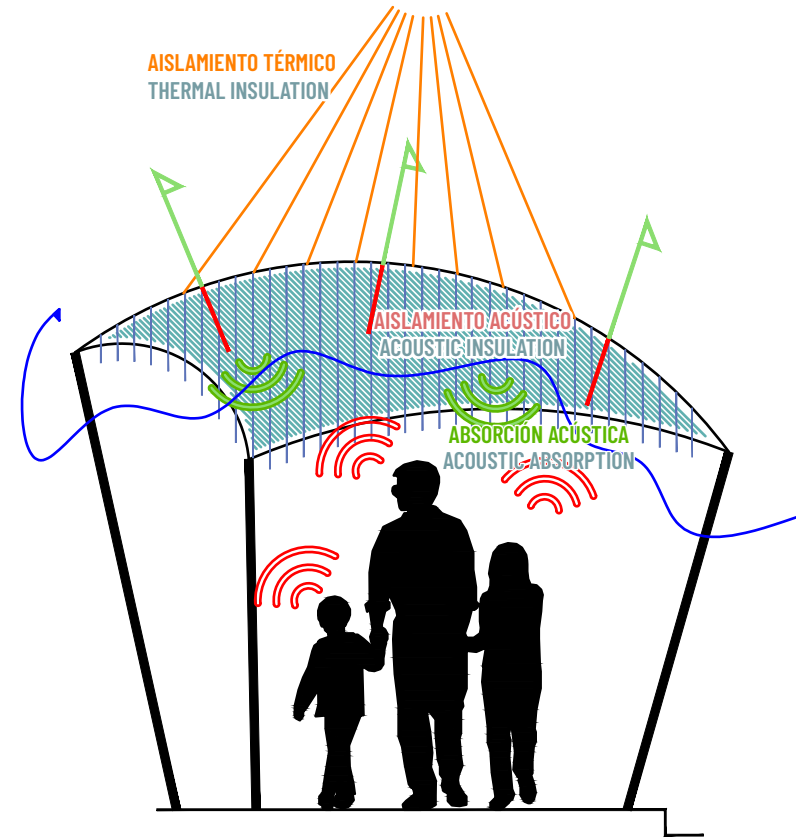 AISLAMIENTO TÉRMICO
THERMAL INSULATION
AISLAMIENTO ACÚSTICO
ACOUSTIC INSULATION
ABSORCIÓN ACÚSTICA
ACOUSTIC ABSORPTION